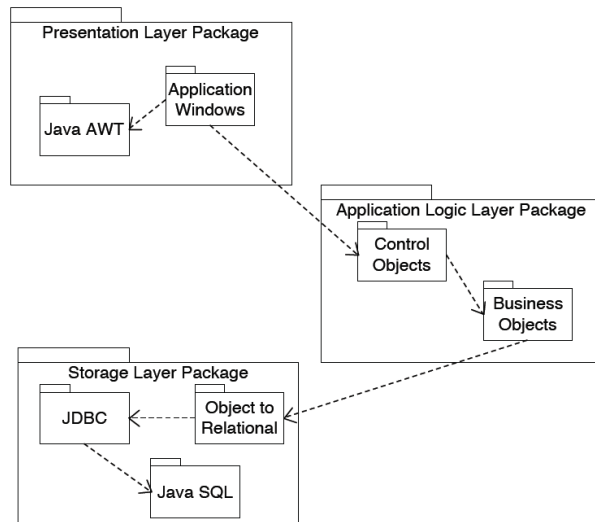 Presentation Layer Package
Application
Windows
Java AWT
Application Logic Layer Package
Control
Objects
Business
Objects
Storage Layer Package
JDBC
Object to
Relational
Java SQL